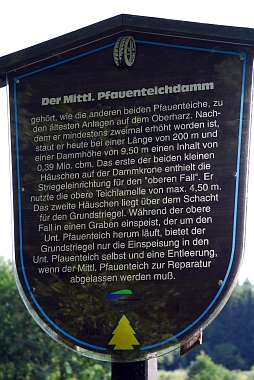 Der Mittl. Pfauenteichdamm
gehört, wie die anderen beiden Pfauenteiche, zu
den ältesten Anlagen auf dem Oberharz. Nach-
dem er mindestens zweimal erhöht worden ist,
staut er heute bei einer Länge von 200 m und
einer Dammhöhe von 9,50 m einen Inhalt von
0,39 Mio. cbm. Das erste der beiden kleinen
Häuschen auf der Dammkrone enthielt die
Striegeleinrichtung für den "oberen Fall". Er
nutzte die obere Teichlamelle von max. 4,50 m.
Das zweite Häuschen liegt über dem Schacht
für den Grundstriegel. Während der obere
Fall in einen Graben einspeist, der um den
Unt. Pfauenteich herum läuft, bietet der
Grundstriegel nur die Einspeisung in den
Unt. Pfauenteich selbst und eine Entleerung,
wenn der Mittl. Pfauenteich zur Reparatur
abgelassen werden muß.